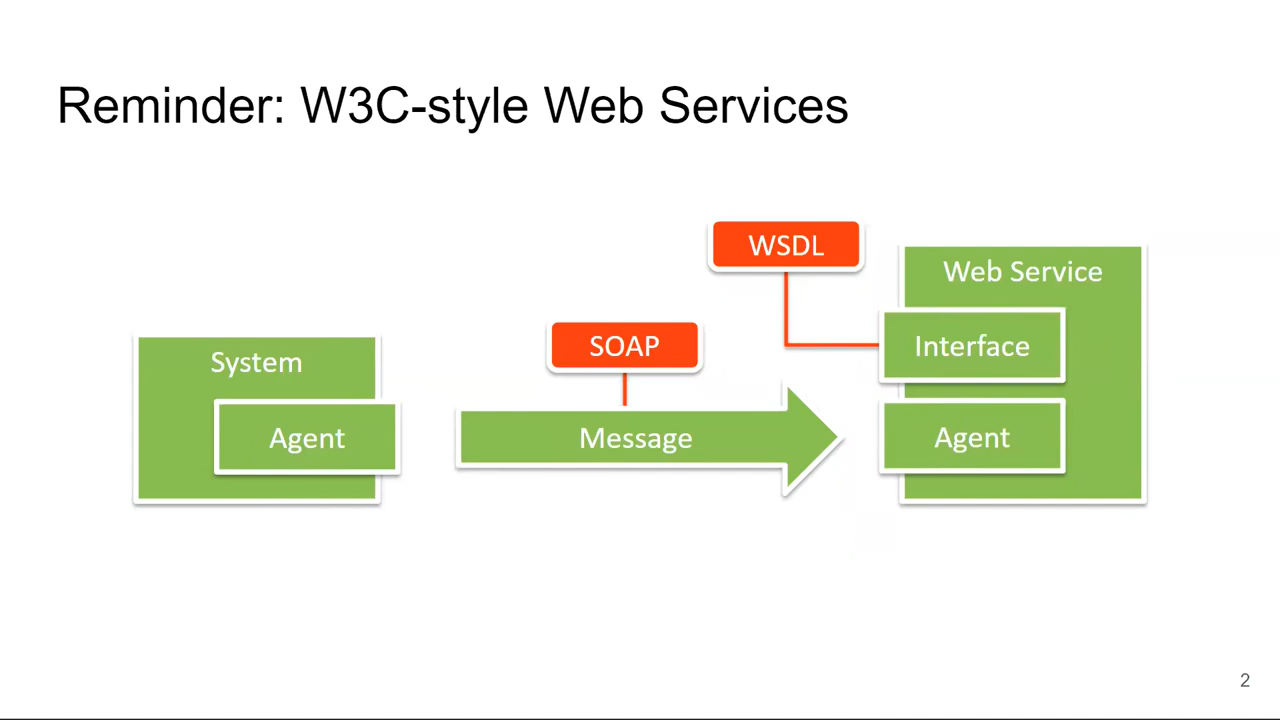 Reminder: W3C-style Web Services
WSDL
Web Service
SOAP
Interface
System
Agent
Message
Agent
2